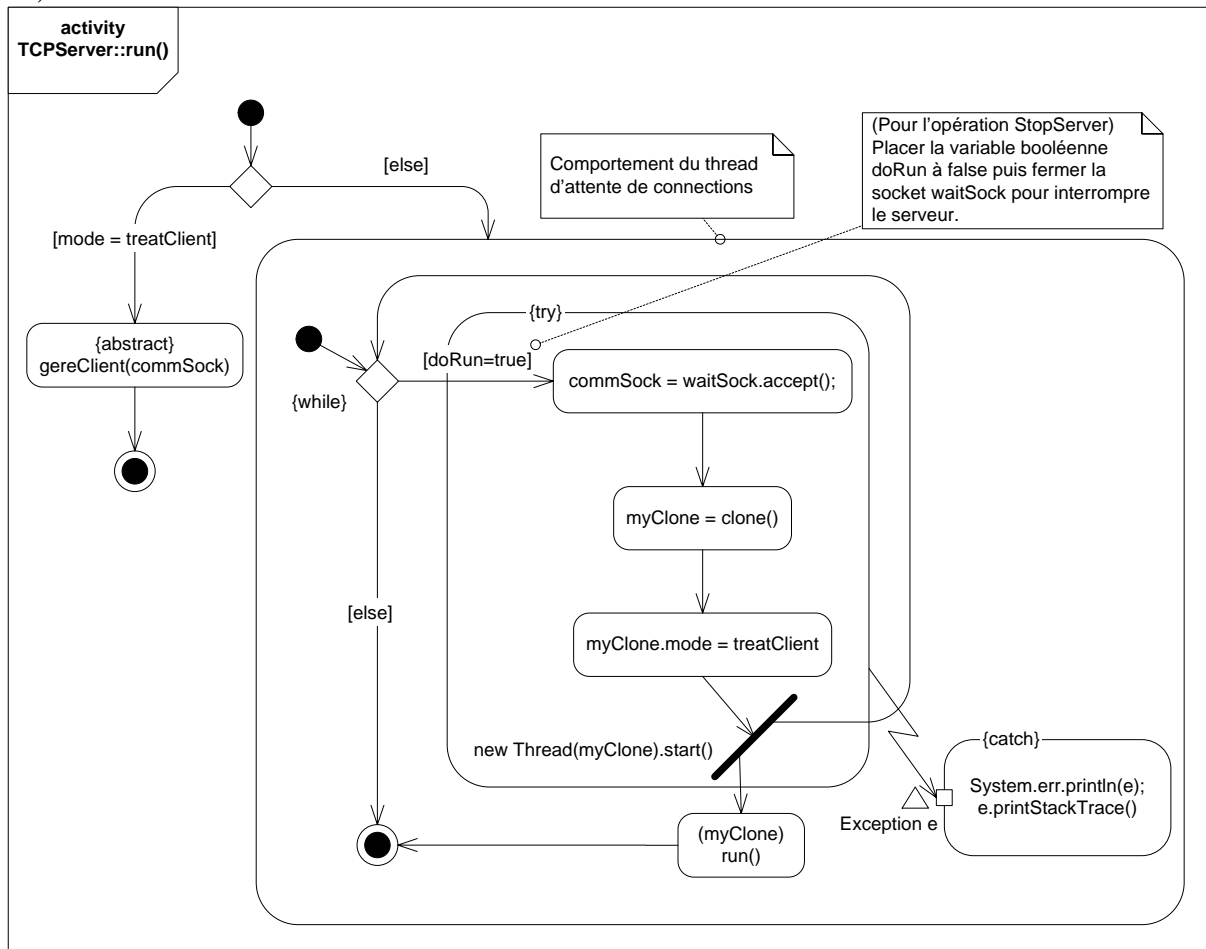 activity
TCPServer::run()
(Pour l'opération StopServer)
Placer la variable booléenne
doRun à false puis fermer la
socket waitSock pour interrompre
le serveur.
Comportement du thread
d'attente de connections
[else]
[mode = treatClient]
{abstract}
gereClient(commSock)
{try}
[doRun=true]
{while}
commSock = waitSock.accept();
myClone = clone()
[else]
myClone.mode = treatClient
new Thread(myClone).start()
{catch}
System.err.println(e);
e.printStackTrace()
Exception e
(myClone)
run()